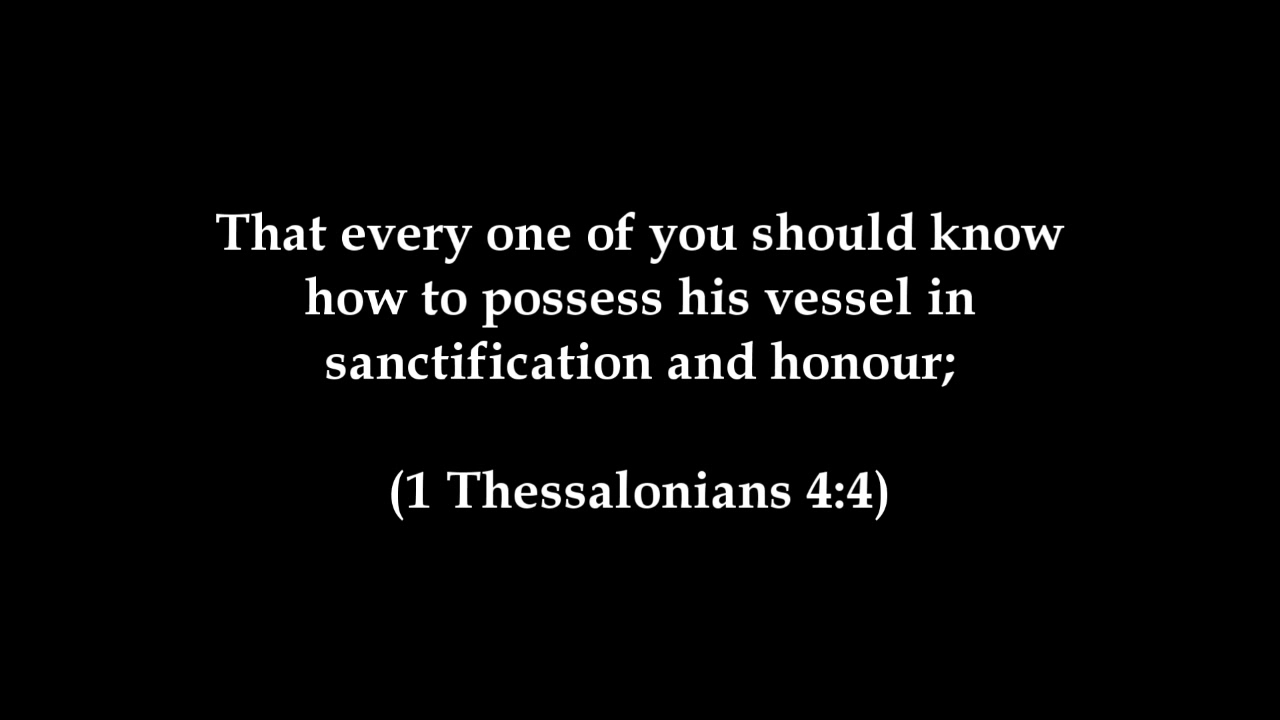 That every one of you should know
how to possess his vessel in
sanctification and honour;
(1 Thessalonians 4:4)